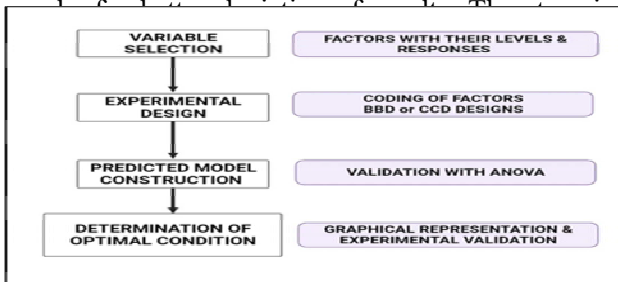 VARIABLE
SELECTION
FACTORS WITH THEIR LEVELS &
RESPONSES
EXPERIMENTAL
DESIGN
CODING OF FACTORS
BBD or CCD DESIGNS
PREDICTED MODEL
CONSTRUCTION
VALIDATION WITH ANOVA
DETERMINATION OF
OPTIMAL CONDITION
GRAPHICAL REPRESENTATION &
EXPERIMENTAL VALIDATION